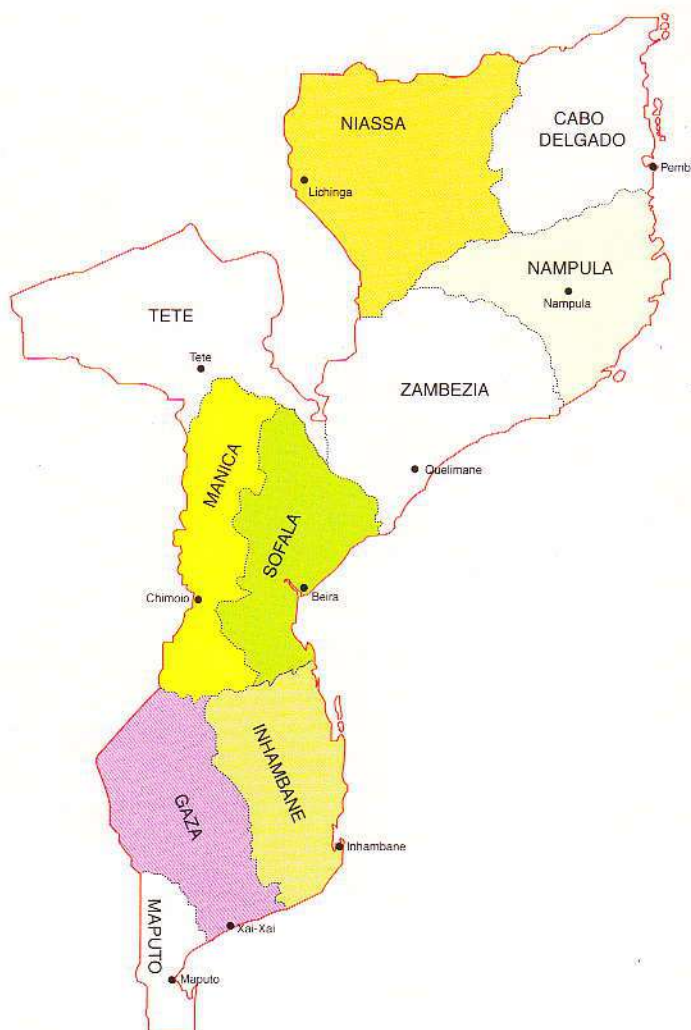 NIASSA
CABO
DELGADO
Lichinga
Pemb
NAMPULA
Nampula
TETE
Tete
ZAMBEZIA
Quelimane
MANICA
SOFALA
Chimoio
Beira
INHAMBANE
GAZA
Inhambane
MAPUTO
Xai-Xai
Maputo